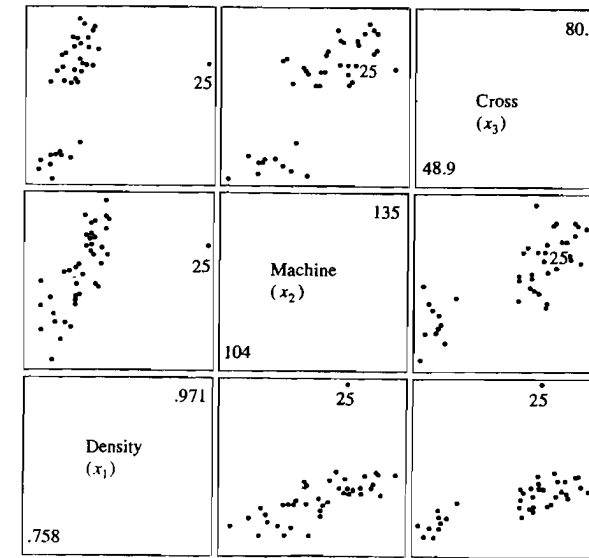 80.
25
25
Cross
(x₃)
48.9
135
25
Machine
(x₂)
25
104
.971
25
25
Density
(x₁)
.758